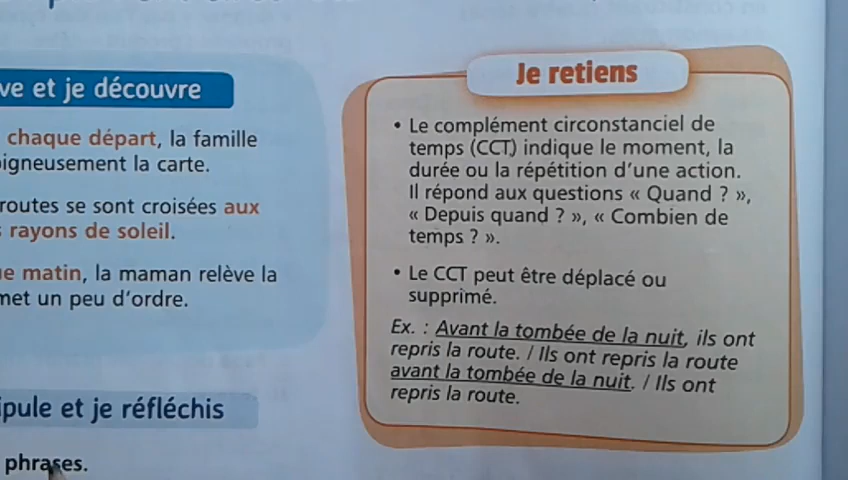 ve et je découvre
chaque départ, la famille
oigneusement la carte.
routes se sont croisées aux
rayons de soleil.
matin, la maman relève la
met un peu d'ordre.
pule et je réfléchis
phrases.
Je retiens
• Le complément circonstanciel de
temps (CCT) indique le moment, la
durée ou la répétition d'une action.
Il répond aux questions « Quand ? »,
« Depuis quand ? », « Combien de
temps ? ».
• Le CCT peut être déplacé ou
supprimé.
Ex. : Avant la tombée de la nuit, ils ont
repris la route. / Ils ont repris la route
avant la tombée de la nuit. / Ils ont
repris la route.